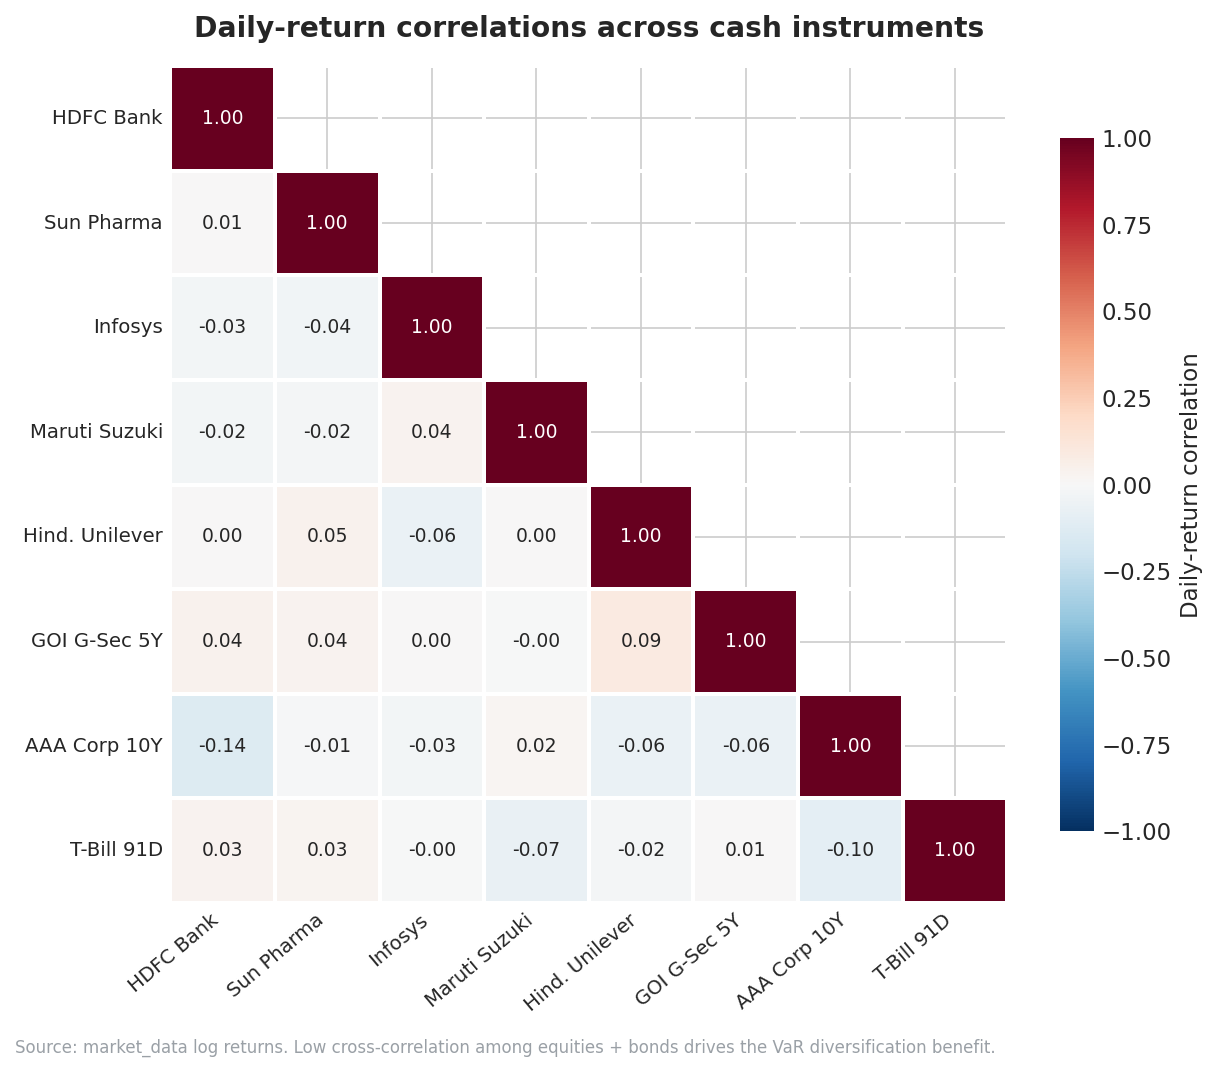 Daily-return correlations across cash instruments
HDFC Bank 1.00
Sun Pharma 0.01 1.00
Infosys -0.03 -0.04 1.00
Maruti Suzuki -0.02 -0.02 0.04 1.00
Hind. Unilever 0.00 0.05 -0.06 0.00 1.00
GOI G-Sec 5Y 0.04 0.04 0.00 -0.00 0.09 1.00
AAA Corp 10Y -0.14 -0.01 -0.03 0.02 -0.06 -0.06 1.00
T-Bill 91D 0.03 0.03 -0.00 -0.07 -0.02 0.01 -0.10 1.00
HDFC Bank
Sun Pharma
Infosys
Maruti Suzuki
Hind. Unilever
GOI G-Sec 5Y
AAA Corp 10Y
T-Bill 91D
1.00
0.75
0.50
0.25
0.00
−0.25
−0.50
−0.75
−1.00
Daily-return correlation
Source: market_data log returns. Low cross-correlation among equities + bonds drives the VaR diversification benefit.